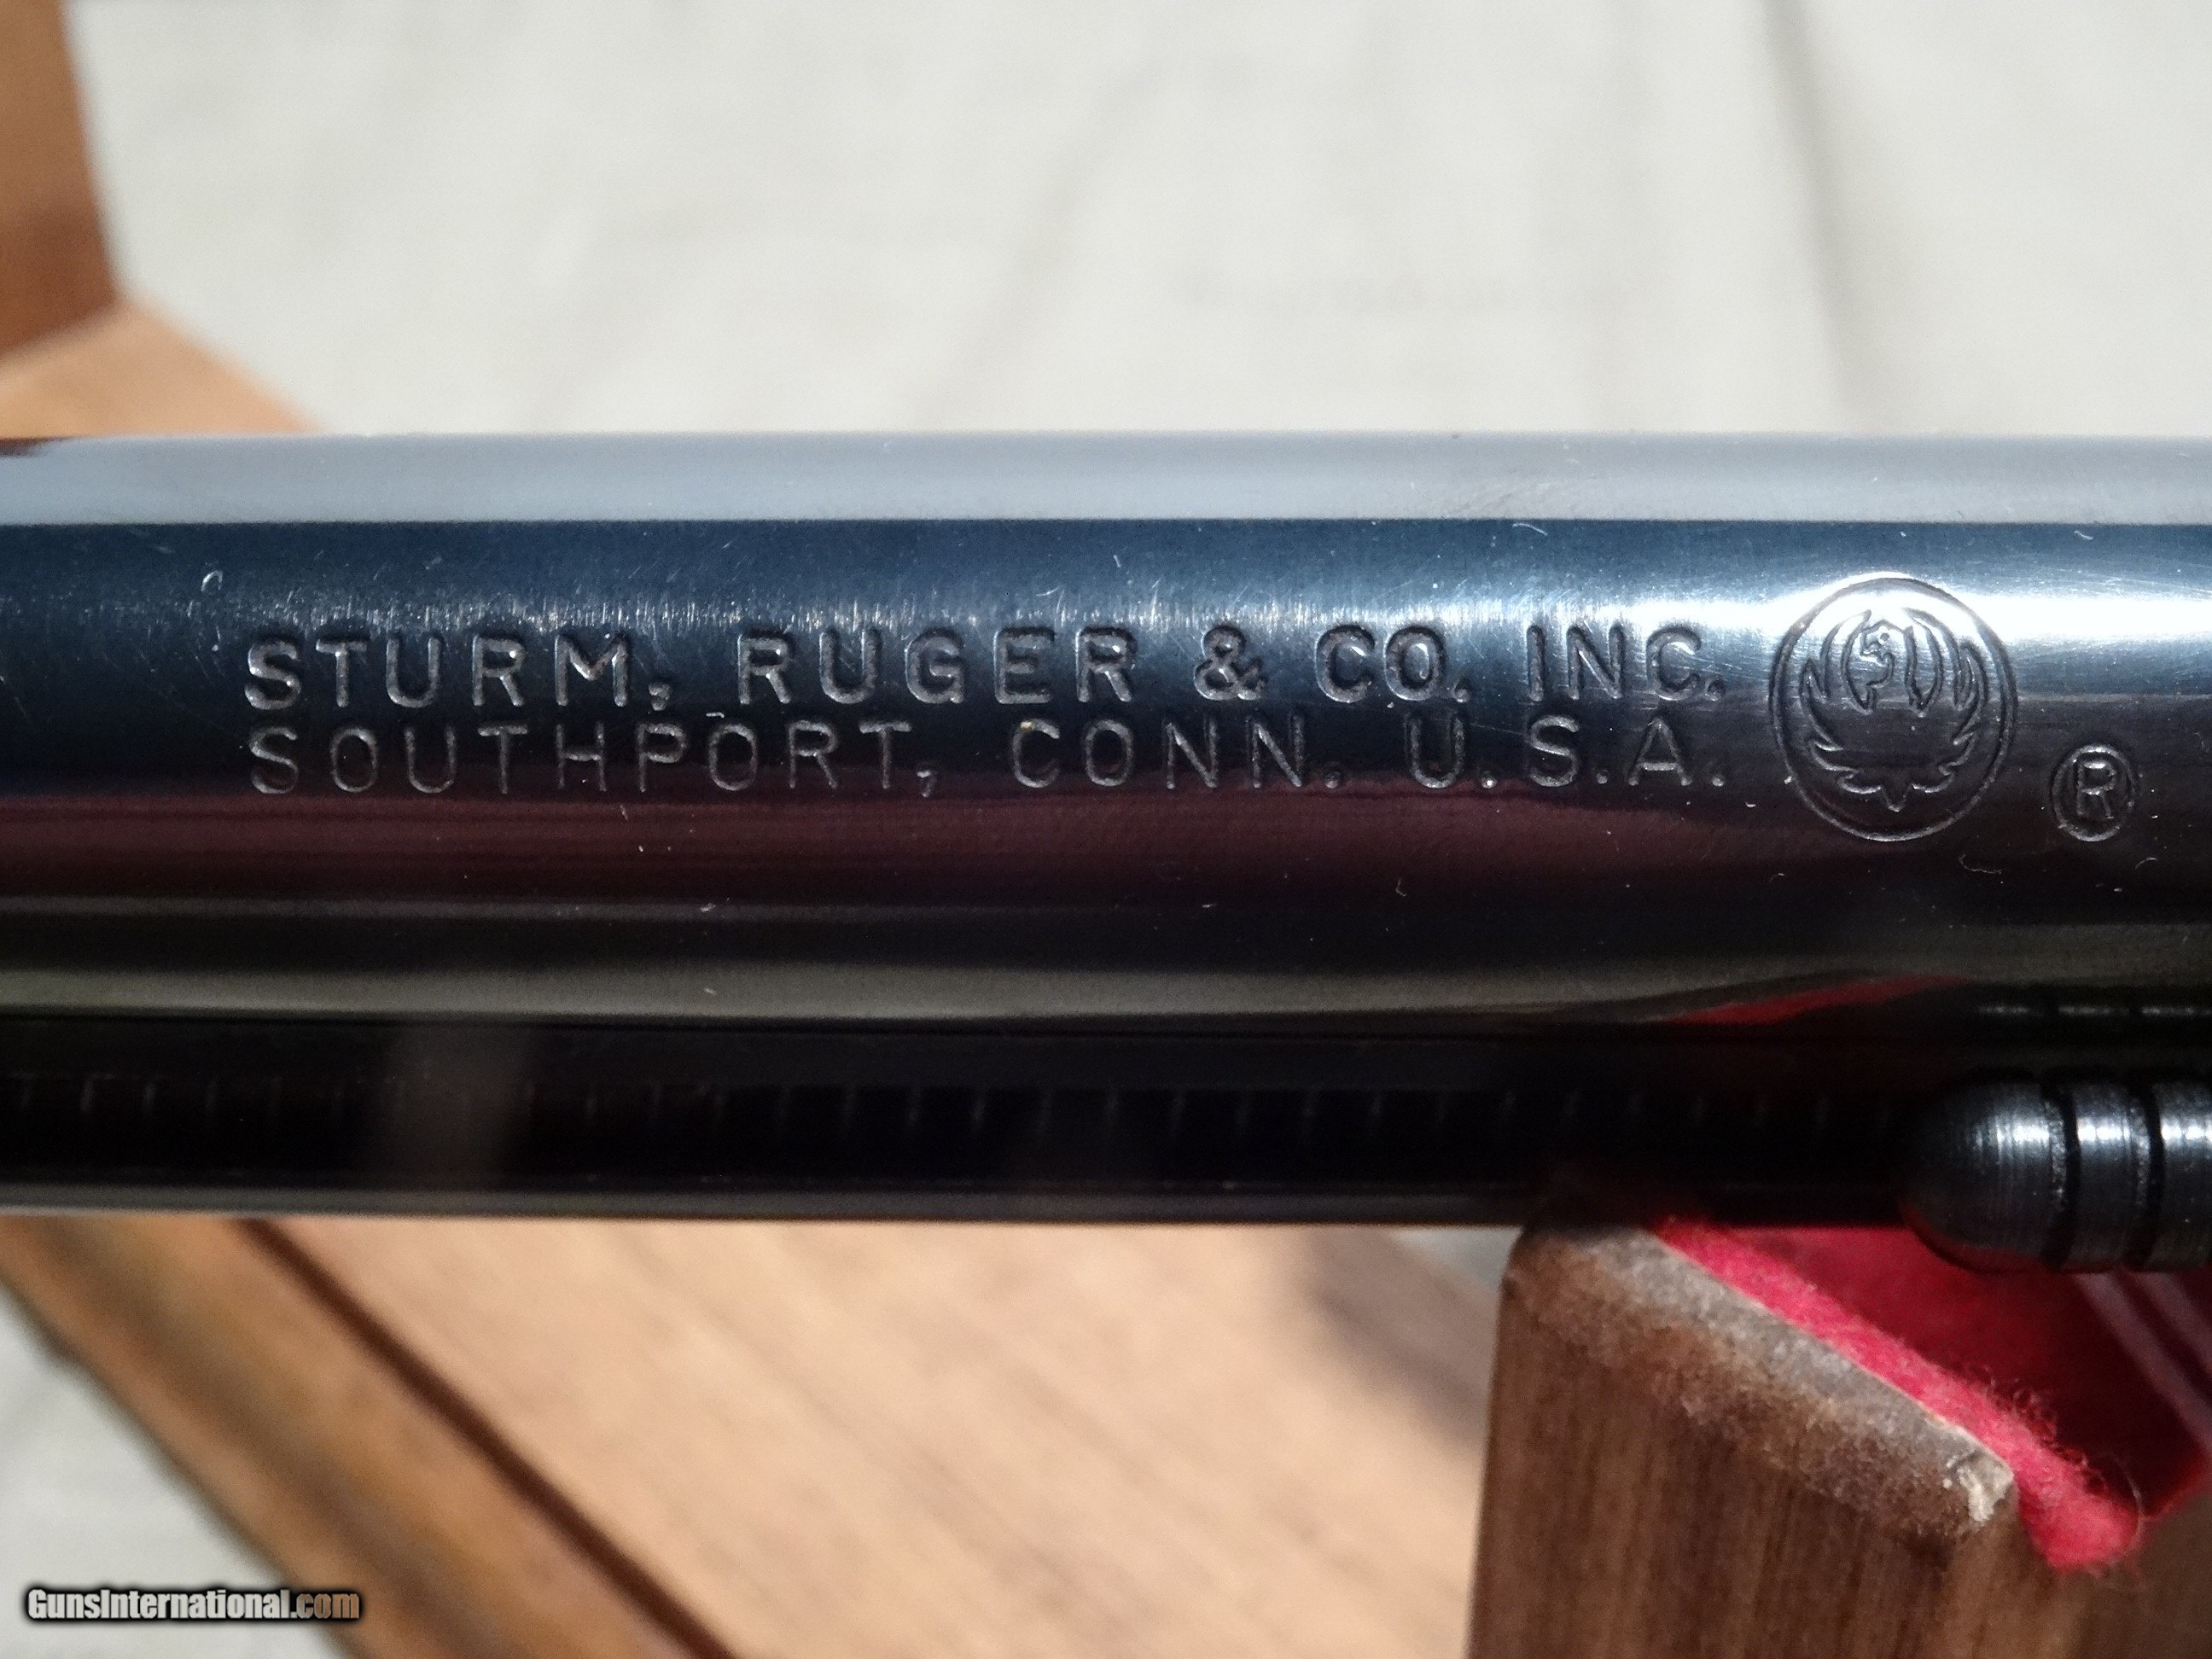 STURM, RUGER & CO. INC.
SOUTHPORT, CONN. U.S.A.
®
GunsInternational.com